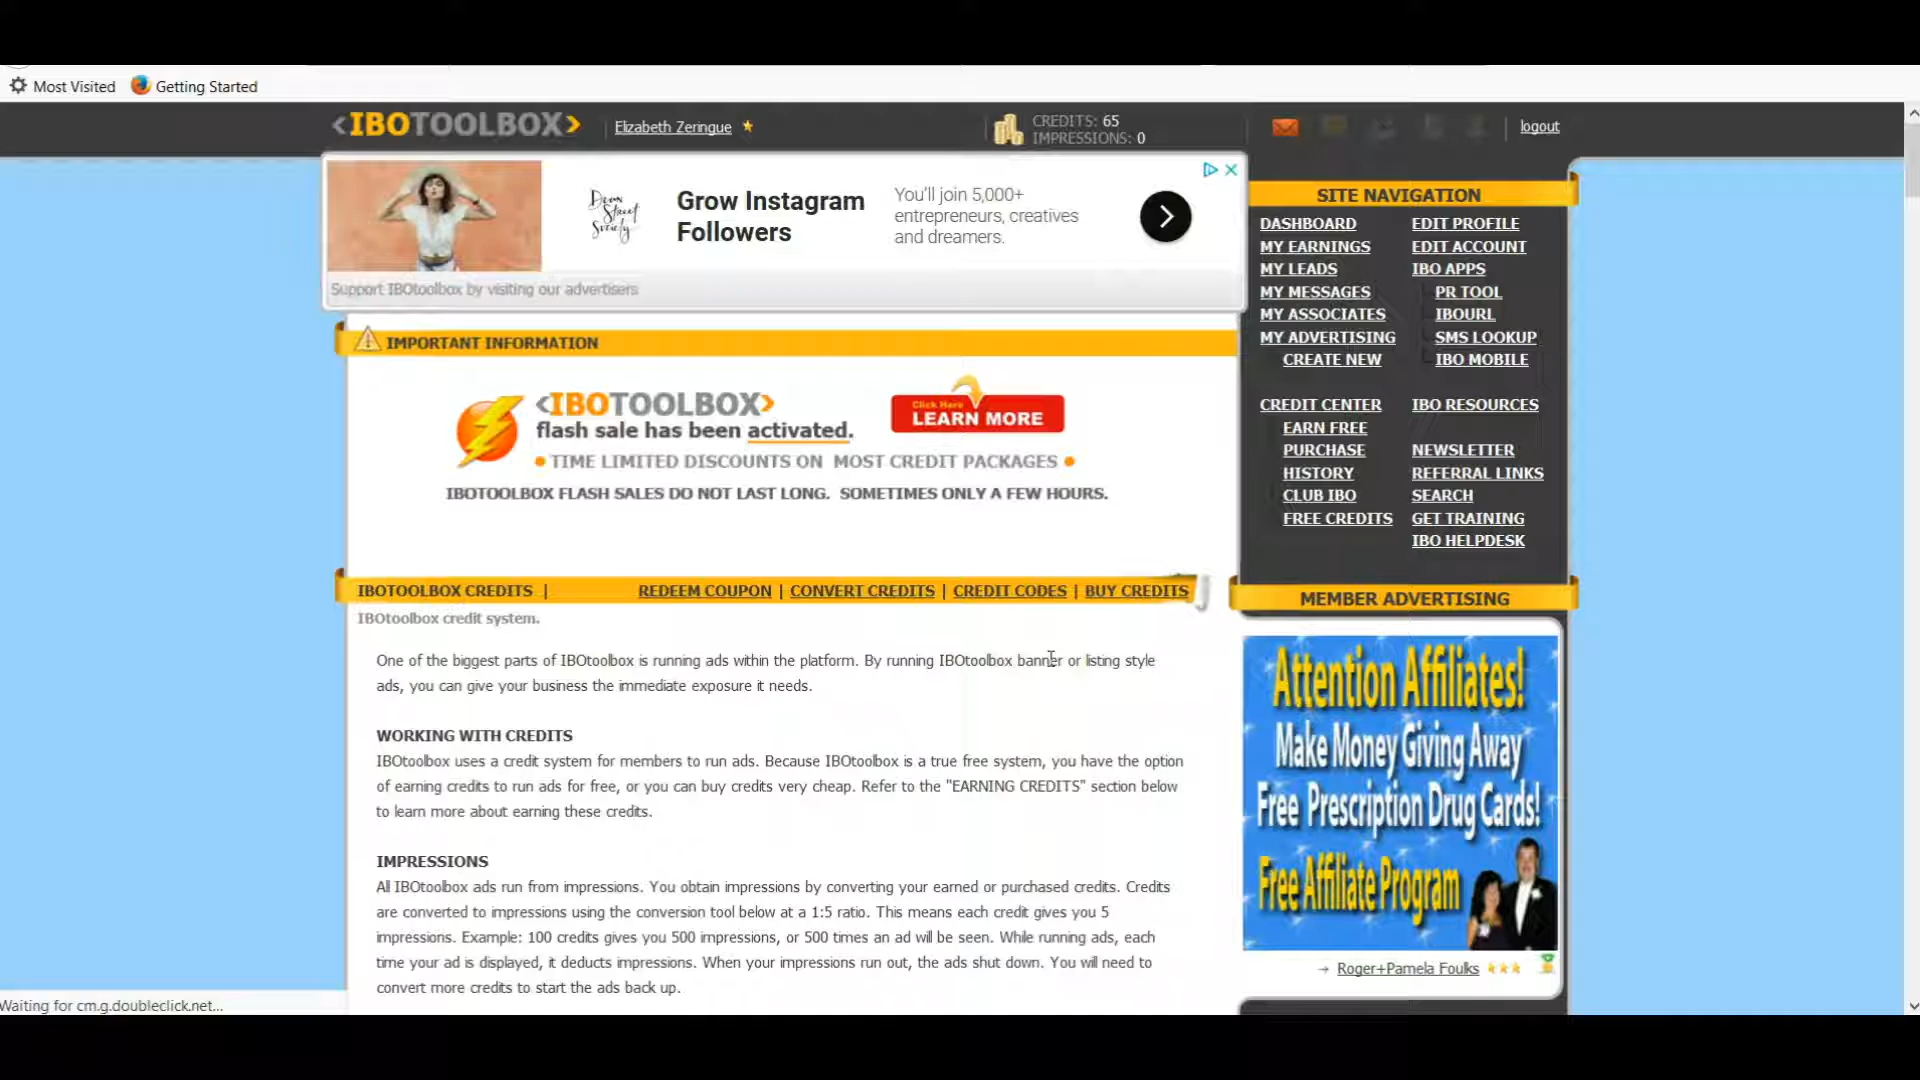 Most Visited Getting Started
<IBOTOOLBOX> Elizabeth Zeringue CREDITS: 65
IMPRESSIONS: 0
logout
Dean Street Society
Grow Instagram
Followers
You'll join 5,000+
entrepreneurs, creatives
and dreamers.
Support IBOtoolbox by visiting our advertisers
IMPORTANT INFORMATION
<IBOTOOLBOX>
flash sale has been activated.
Click Here
LEARN MORE
• TIME LIMITED DISCOUNTS ON MOST CREDIT PACKAGES •
IBOTOOLBOX FLASH SALES DO NOT LAST LONG. SOMETIMES ONLY A FEW HOURS.
IBOTOOLBOX CREDITS | REDEEM COUPON | CONVERT CREDITS | CREDIT CODES | BUY CREDITS
IBOtoolbox credit system.
One of the biggest parts of IBOtoolbox is running ads within the platform. By running IBOtoolbox banner or listing style
ads, you can give your business the immediate exposure it needs.
WORKING WITH CREDITS
IBOtoolbox uses a credit system for members to run ads. Because IBOtoolbox is a true free system, you have the option
of earning credits to run ads for free, or you can buy credits very cheap. Refer to the "EARNING CREDITS" section below
to learn more about earning these credits.
IMPRESSIONS
All IBOtoolbox ads run from impressions. You obtain impressions by converting your earned or purchased credits. Credits
are converted to impressions using the conversion tool below at a 1:5 ratio. This means each credit gives you 5
impressions. Example: 100 credits gives you 500 impressions, or 500 times an ad will be seen. While running ads, each
time your ad is displayed, it deducts impressions. When your impressions run out, the ads shut down. You will need to
convert more credits to start the ads back up.
SITE NAVIGATION
DASHBOARD EDIT PROFILE
MY EARNINGS EDIT ACCOUNT
MY LEADS IBO APPS
MY MESSAGES PR TOOL
MY ASSOCIATES IBOURL
MY ADVERTISING SMS LOOKUP
CREATE NEW IBO MOBILE
CREDIT CENTER IBO RESOURCES
EARN FREE
PURCHASE NEWSLETTER
HISTORY REFERRAL LINKS
CLUB IBO SEARCH
FREE CREDITS GET TRAINING
IBO HELPDESK
MEMBER ADVERTISING
Attention Affiliates!
Make Money Giving Away
Free Prescription Drug Cards!
Free Affiliate Program
→ Roger+Pamela Foulks
Waiting for cm.g.doubleclick.net...